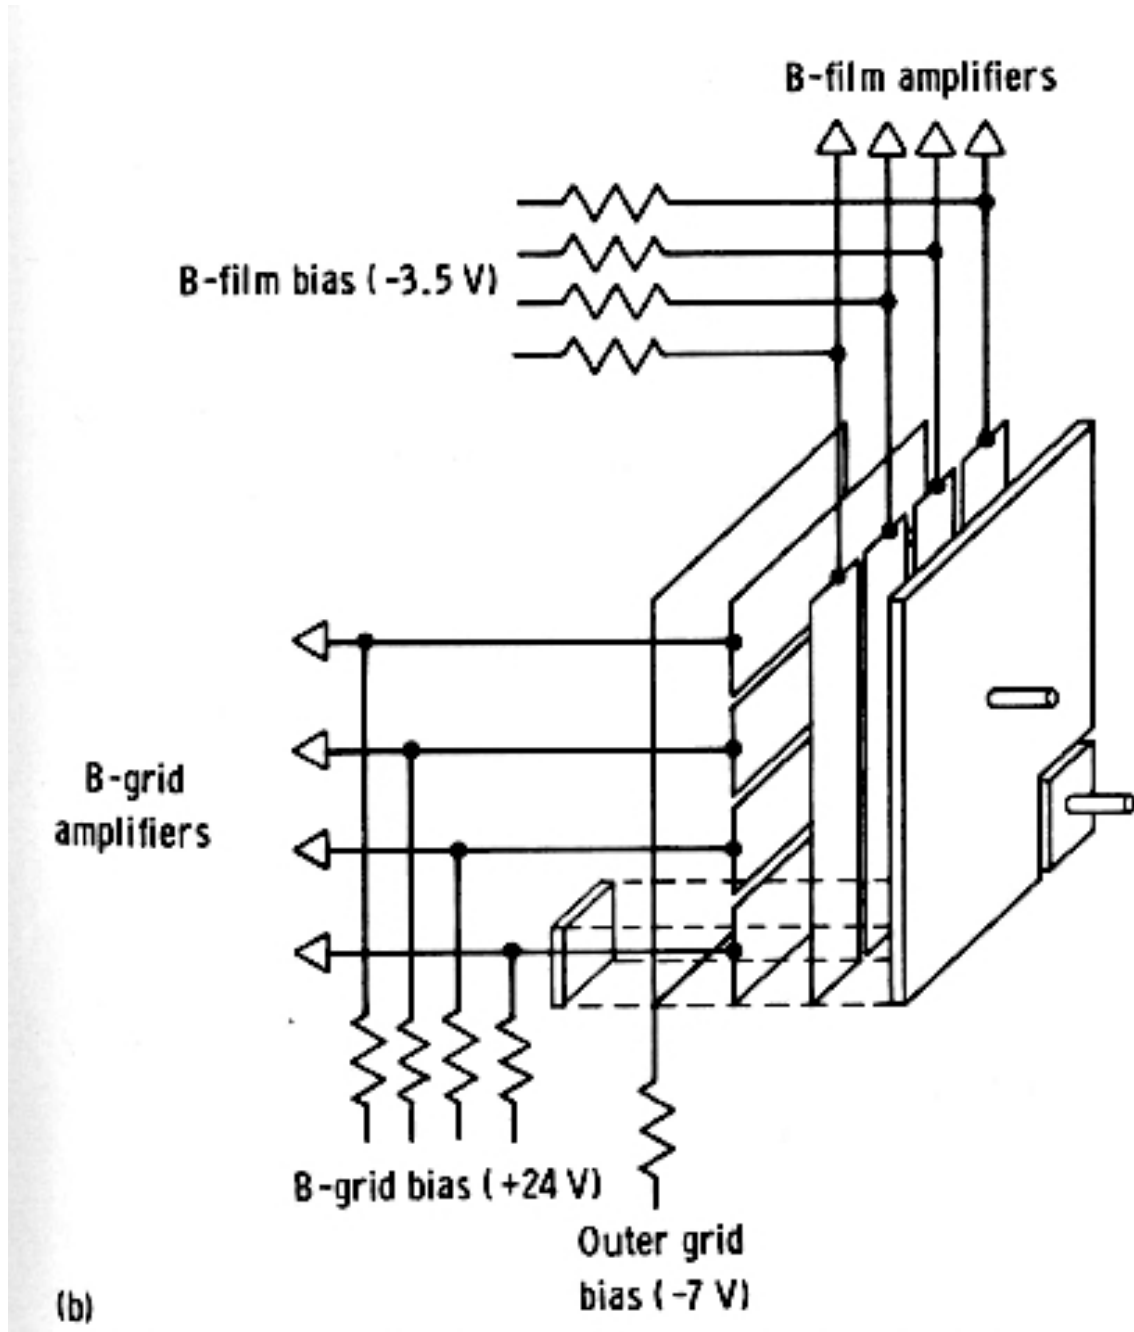 B-film amplifiers
B-film bias (-3.5 V)
B-grid
amplifiers
B-grid bias (+24 V)
Outer grid
bias (-7 V)
(b)